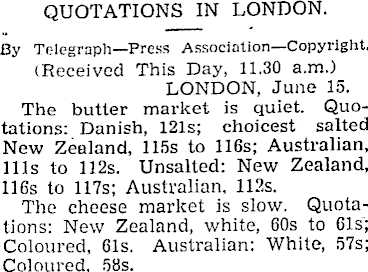 QUOTATIONS IN LONDON.
By Telegraph—Press Association—Copyright.
(Received This Day, 11.30 a.m.)
LONDON, June 15.
The butter market is quiet. Quo-
tations: Danish, 121s; choicest salted
New Zealand, 115s to 116s; Australian,
111s to 112s. Unsalted: New Zealand,
116s to 117s; Australian, 112s.
The cheese market is slow. Quota-
tions: New Zealand, white, 60s to 61s;
Coloured, 61s. Australian: White, 57s;
Coloured, 58s.